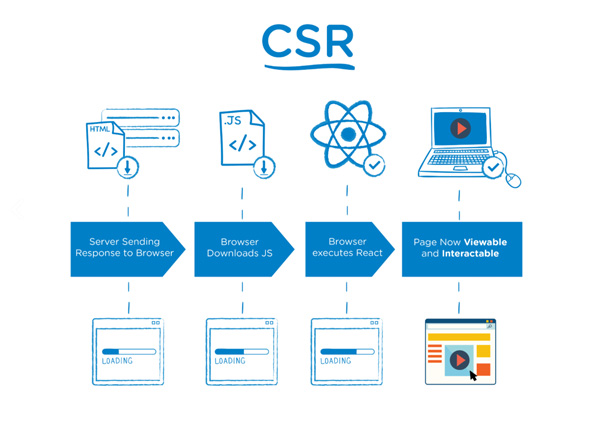 CSR
HTML
.JS
Server Sending
Response to Browser
Browser
Downloads JS
Browser
executes React
Page Now Viewable
and Interactable
LOADING
LOADING
LOADING